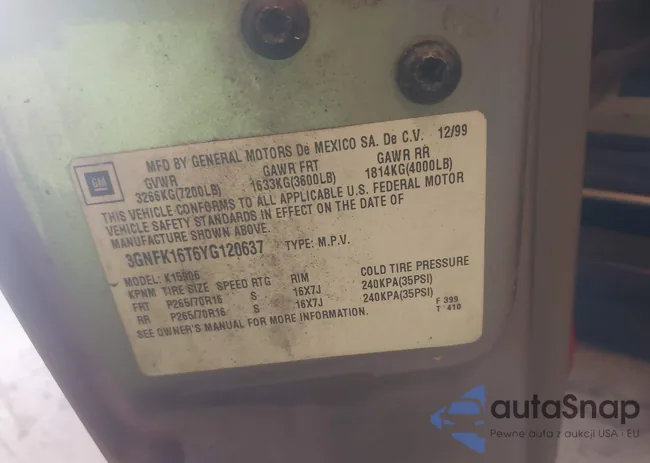 GM
MFD BY GENERAL MOTORS De MEXICO SA. De C.V. 12/99
GVWR GAWR FRT GAWR RR
3266KG(7200LB) 1633KG(3600LB) 1814KG(4000LB)
THIS VEHICLE CONFORMS TO ALL APPLICABLE U.S. FEDERAL MOTOR
VEHICLE SAFETY STANDARDS IN EFFECT ON THE DATE OF
MANUFACTURE SHOWN ABOVE.
3GNFK16T6YG120637 TYPE: M.P.V.
MODEL: K15906
KPNM TIRE SIZE SPEED RTG RIM COLD TIRE PRESSURE
FRT P265/70R16 S 16X7J 240KPA(35PSI)
RR P265/70R16 S 16X7J 240KPA(35PSI)
SEE OWNER'S MANUAL FOR MORE INFORMATION.
F 399
T 410
autaSnap
Pewne auta z aukcji USA i EU